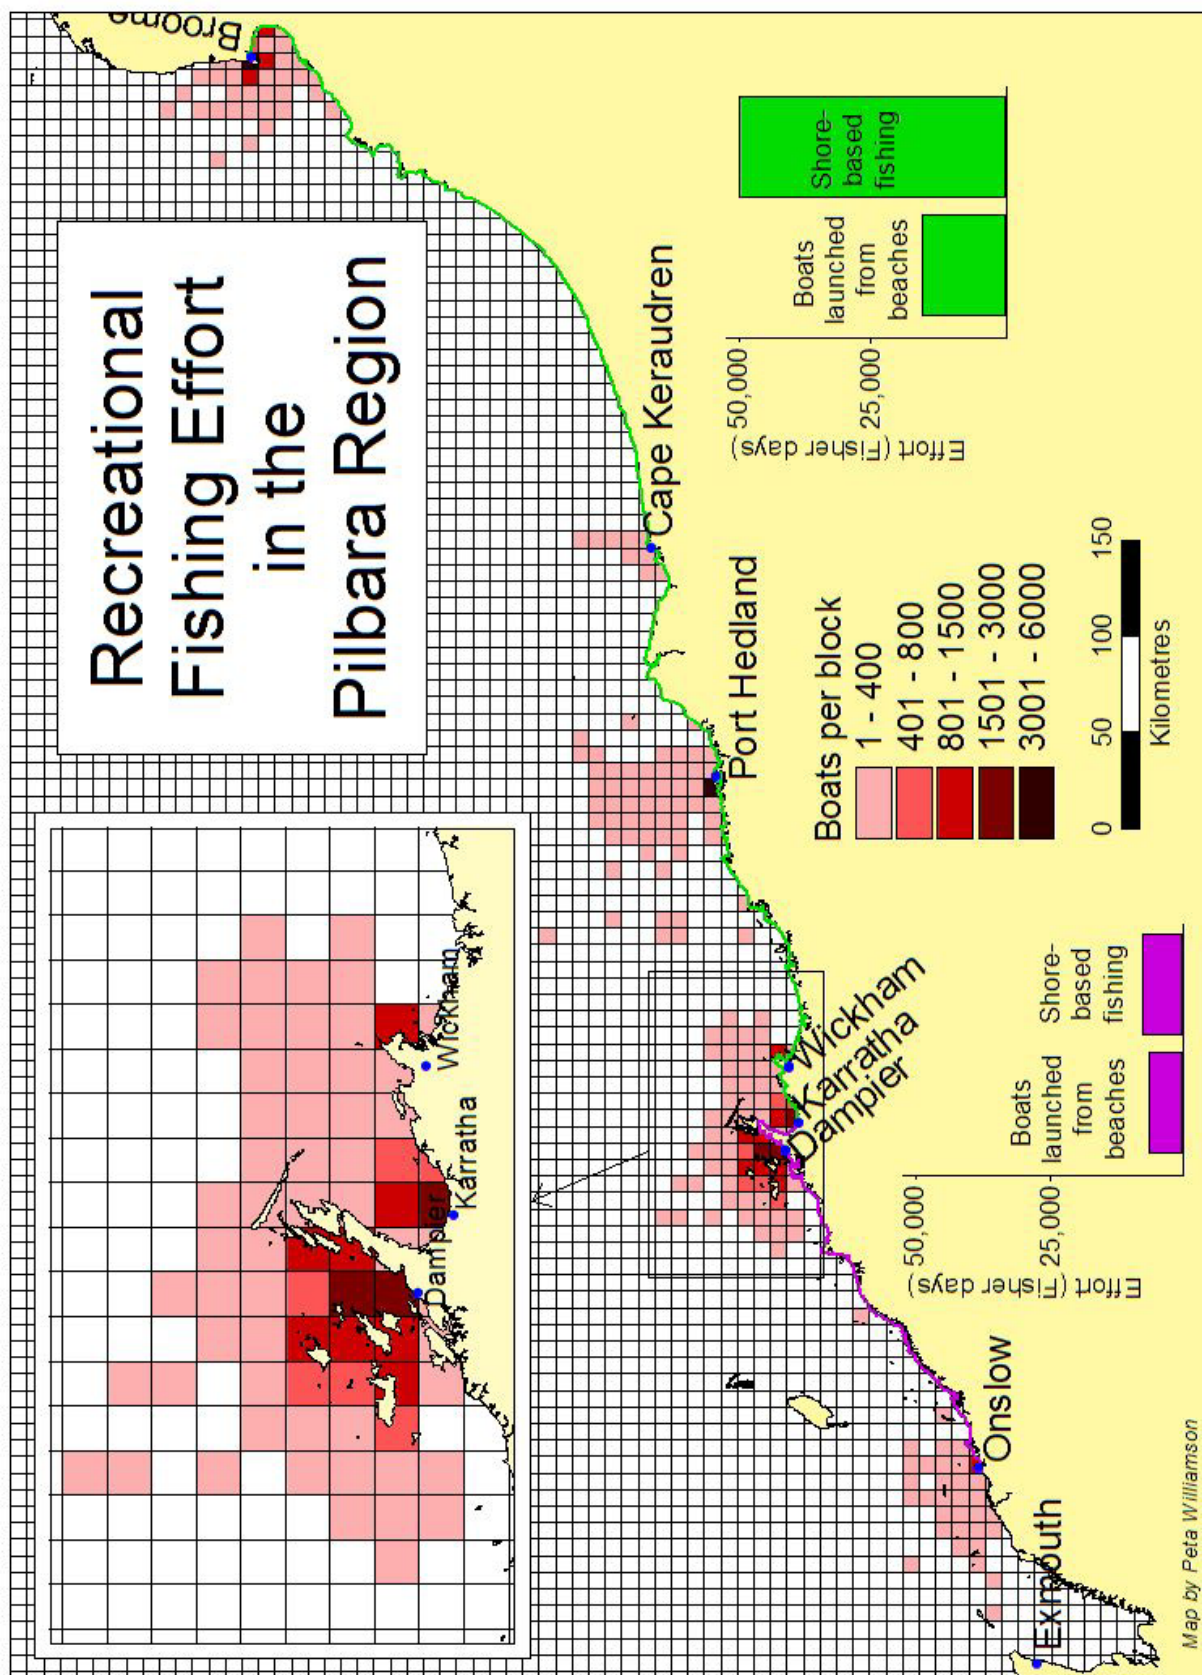 Recreational
Fishing Effort
in the
Pilbara Region
Broome
Cape Keraudren
Port Hedland
Wickham
Karratha
Dampier
Onslow
Exmouth
Wickham
Karratha
Dampier
Boats per block
1 - 400
401 - 800
801 - 1500
1501 - 3000
3001 - 6000
0 50 100 150
Kilometres
Effort (Fisher days)
50,000
25,000
Boats
launched
from
beaches
Shore-
based
fishing
Effort (Fisher days)
50,000
25,000
Boats
launched
from
beaches
Shore-
based
fishing
Map by Peta Williamson